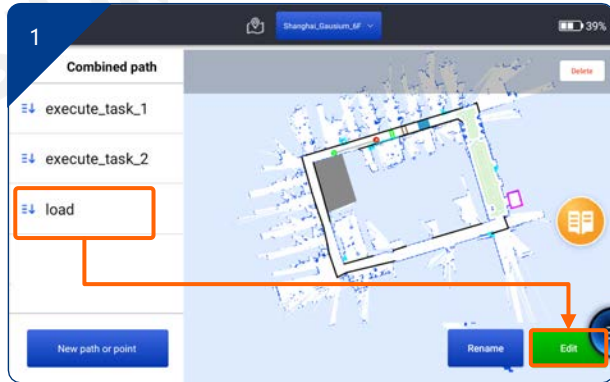 1
Shanghai_Gausium_6F
39%
Combined path
Delete
execute_task_1
execute_task_2
load
New path or point
Rename
Edit